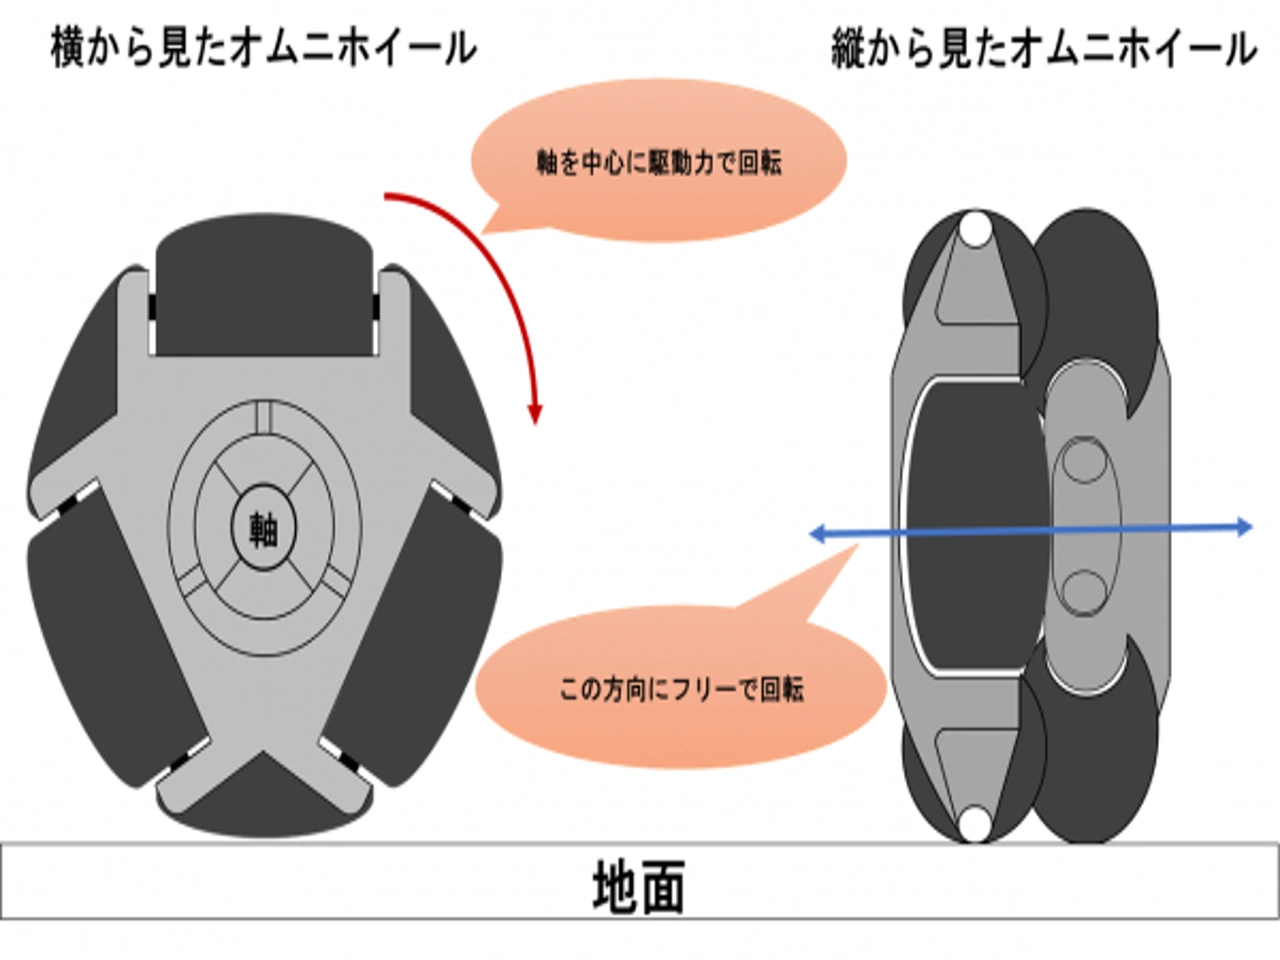 横から見たオムニホイール
縦から見たオムニホイール
軸を中心に駆動力で回転
軸
この方向にフリーで回転
地面